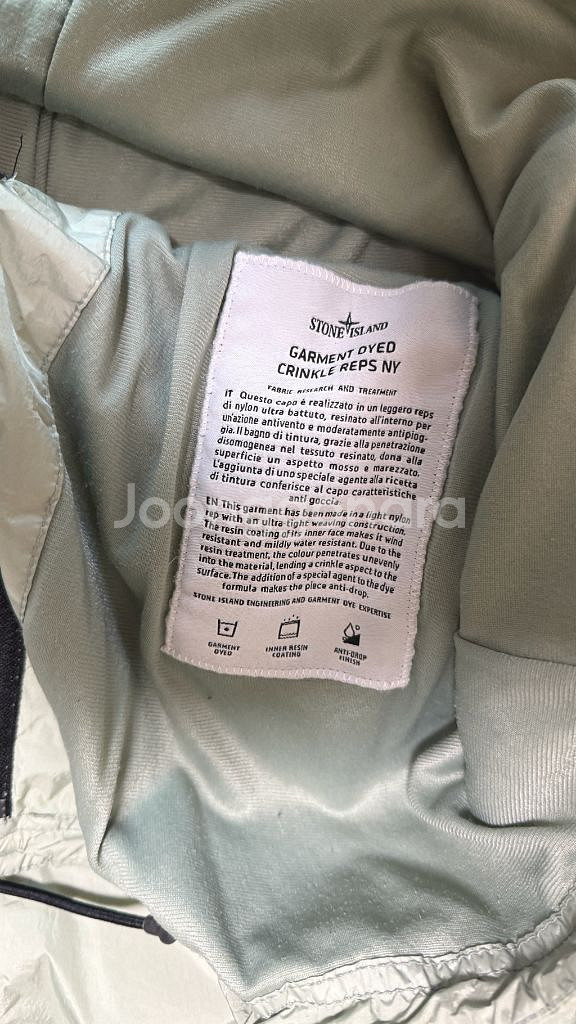 STONE ISLAND
GARMENT DYED
CRINKLE REPS NY
FABRIC RESEARCH AND TREATMENT
IT Questo capo è realizzato in un leggero reps
di nylon ultra battuto, resinato all'interno per
un'azione antivento e moderatamente antipiog-
gia. Il bagno di tintura, grazie alla penetrazione
disomogenea nel tessuto resinato, dona alla
superficie un aspetto mosso e marezzato.
L'aggiunta di uno speciale agente alla ricetta
di tintura conferisce al capo caratteristiche
anti goccia.
EN This garment has been made in a light nylon
rep with an ultra-tight weaving construction.
The resin coating of its inner face makes it wind
resistant and mildly water resistant. Due to the
resin treatment, the colour penetrates unevenly
into the material, lending a crinkle aspect to the
surface. The addition of a special agent to the dye
formula makes the piece anti-drop.
STONE ISLAND ENGINEERING AND GARMENT DYE EXPERTISE
GARMENT
DYED
INNER RESIN
COATING
ANTI-DROP
FINISH